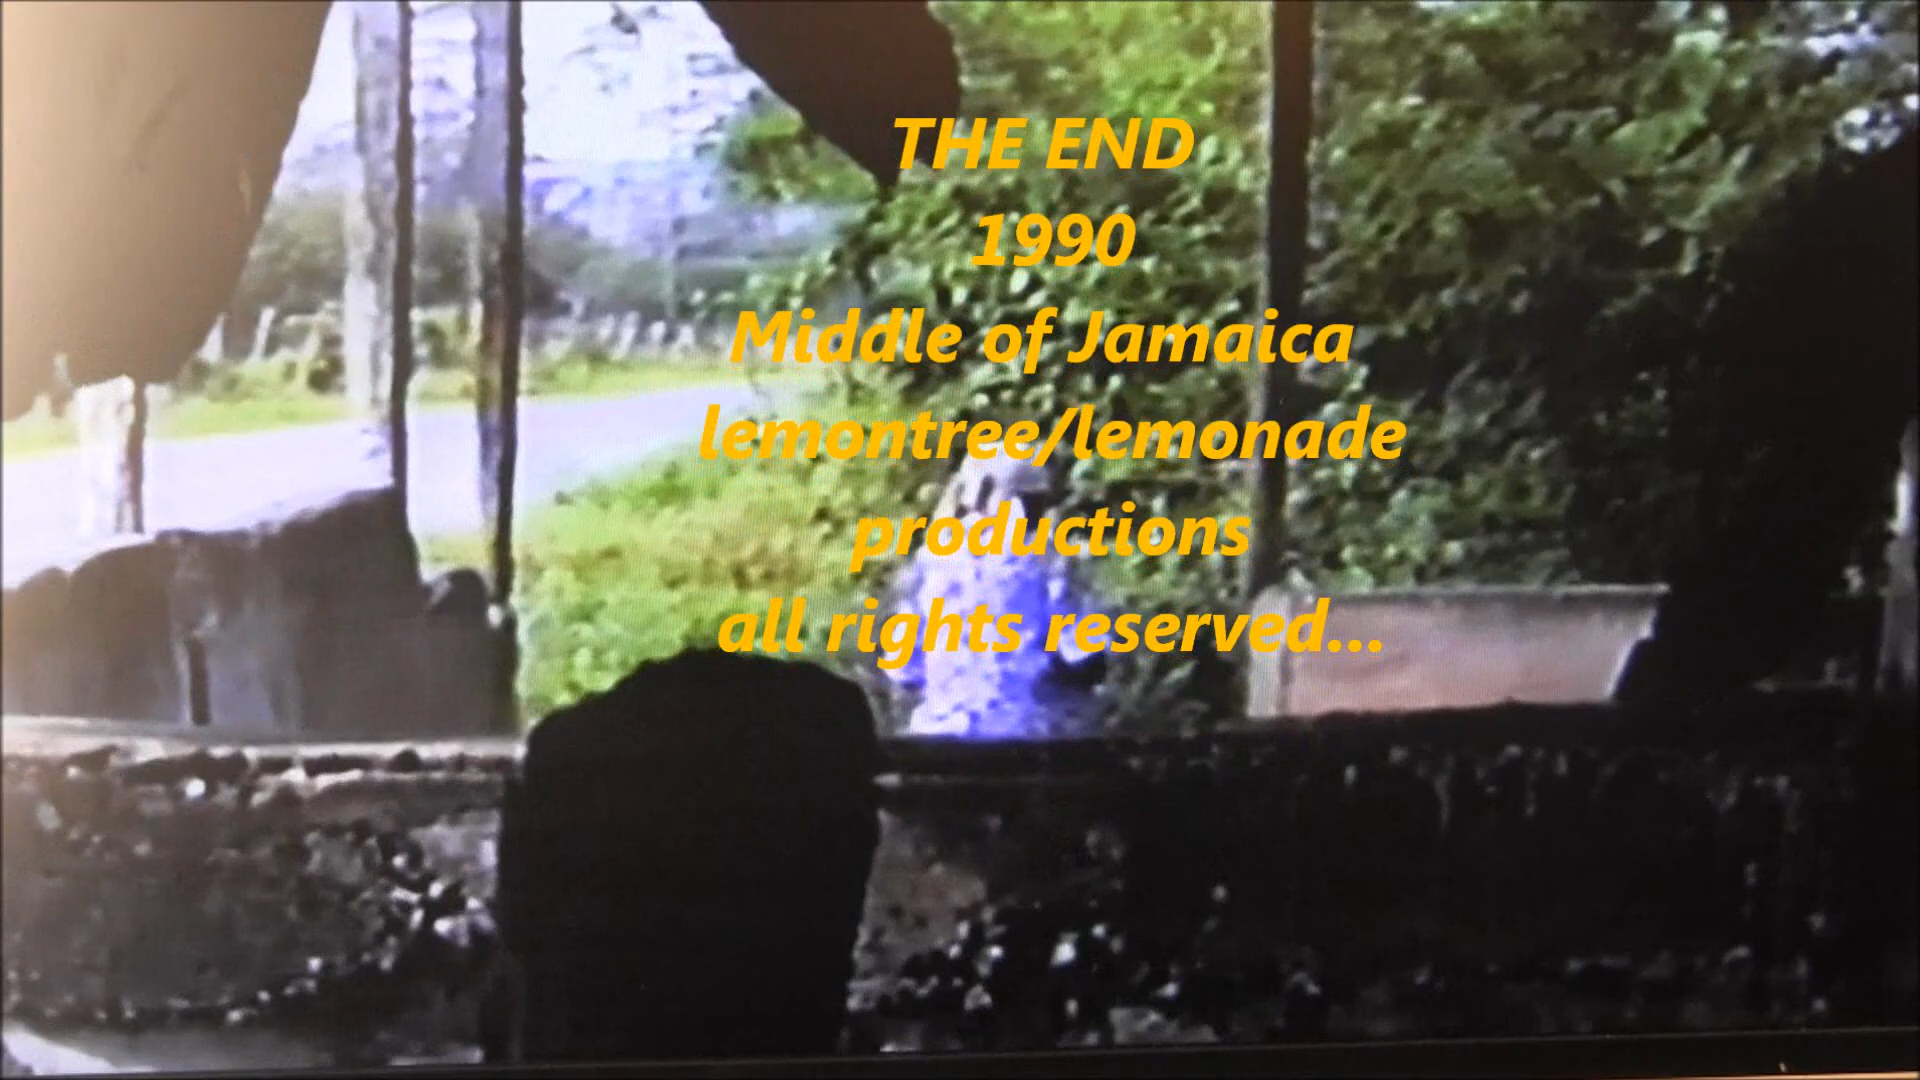 THE END
1990
Middle of Jamaica
lemontree/lemonade
productions
all rights reserved...